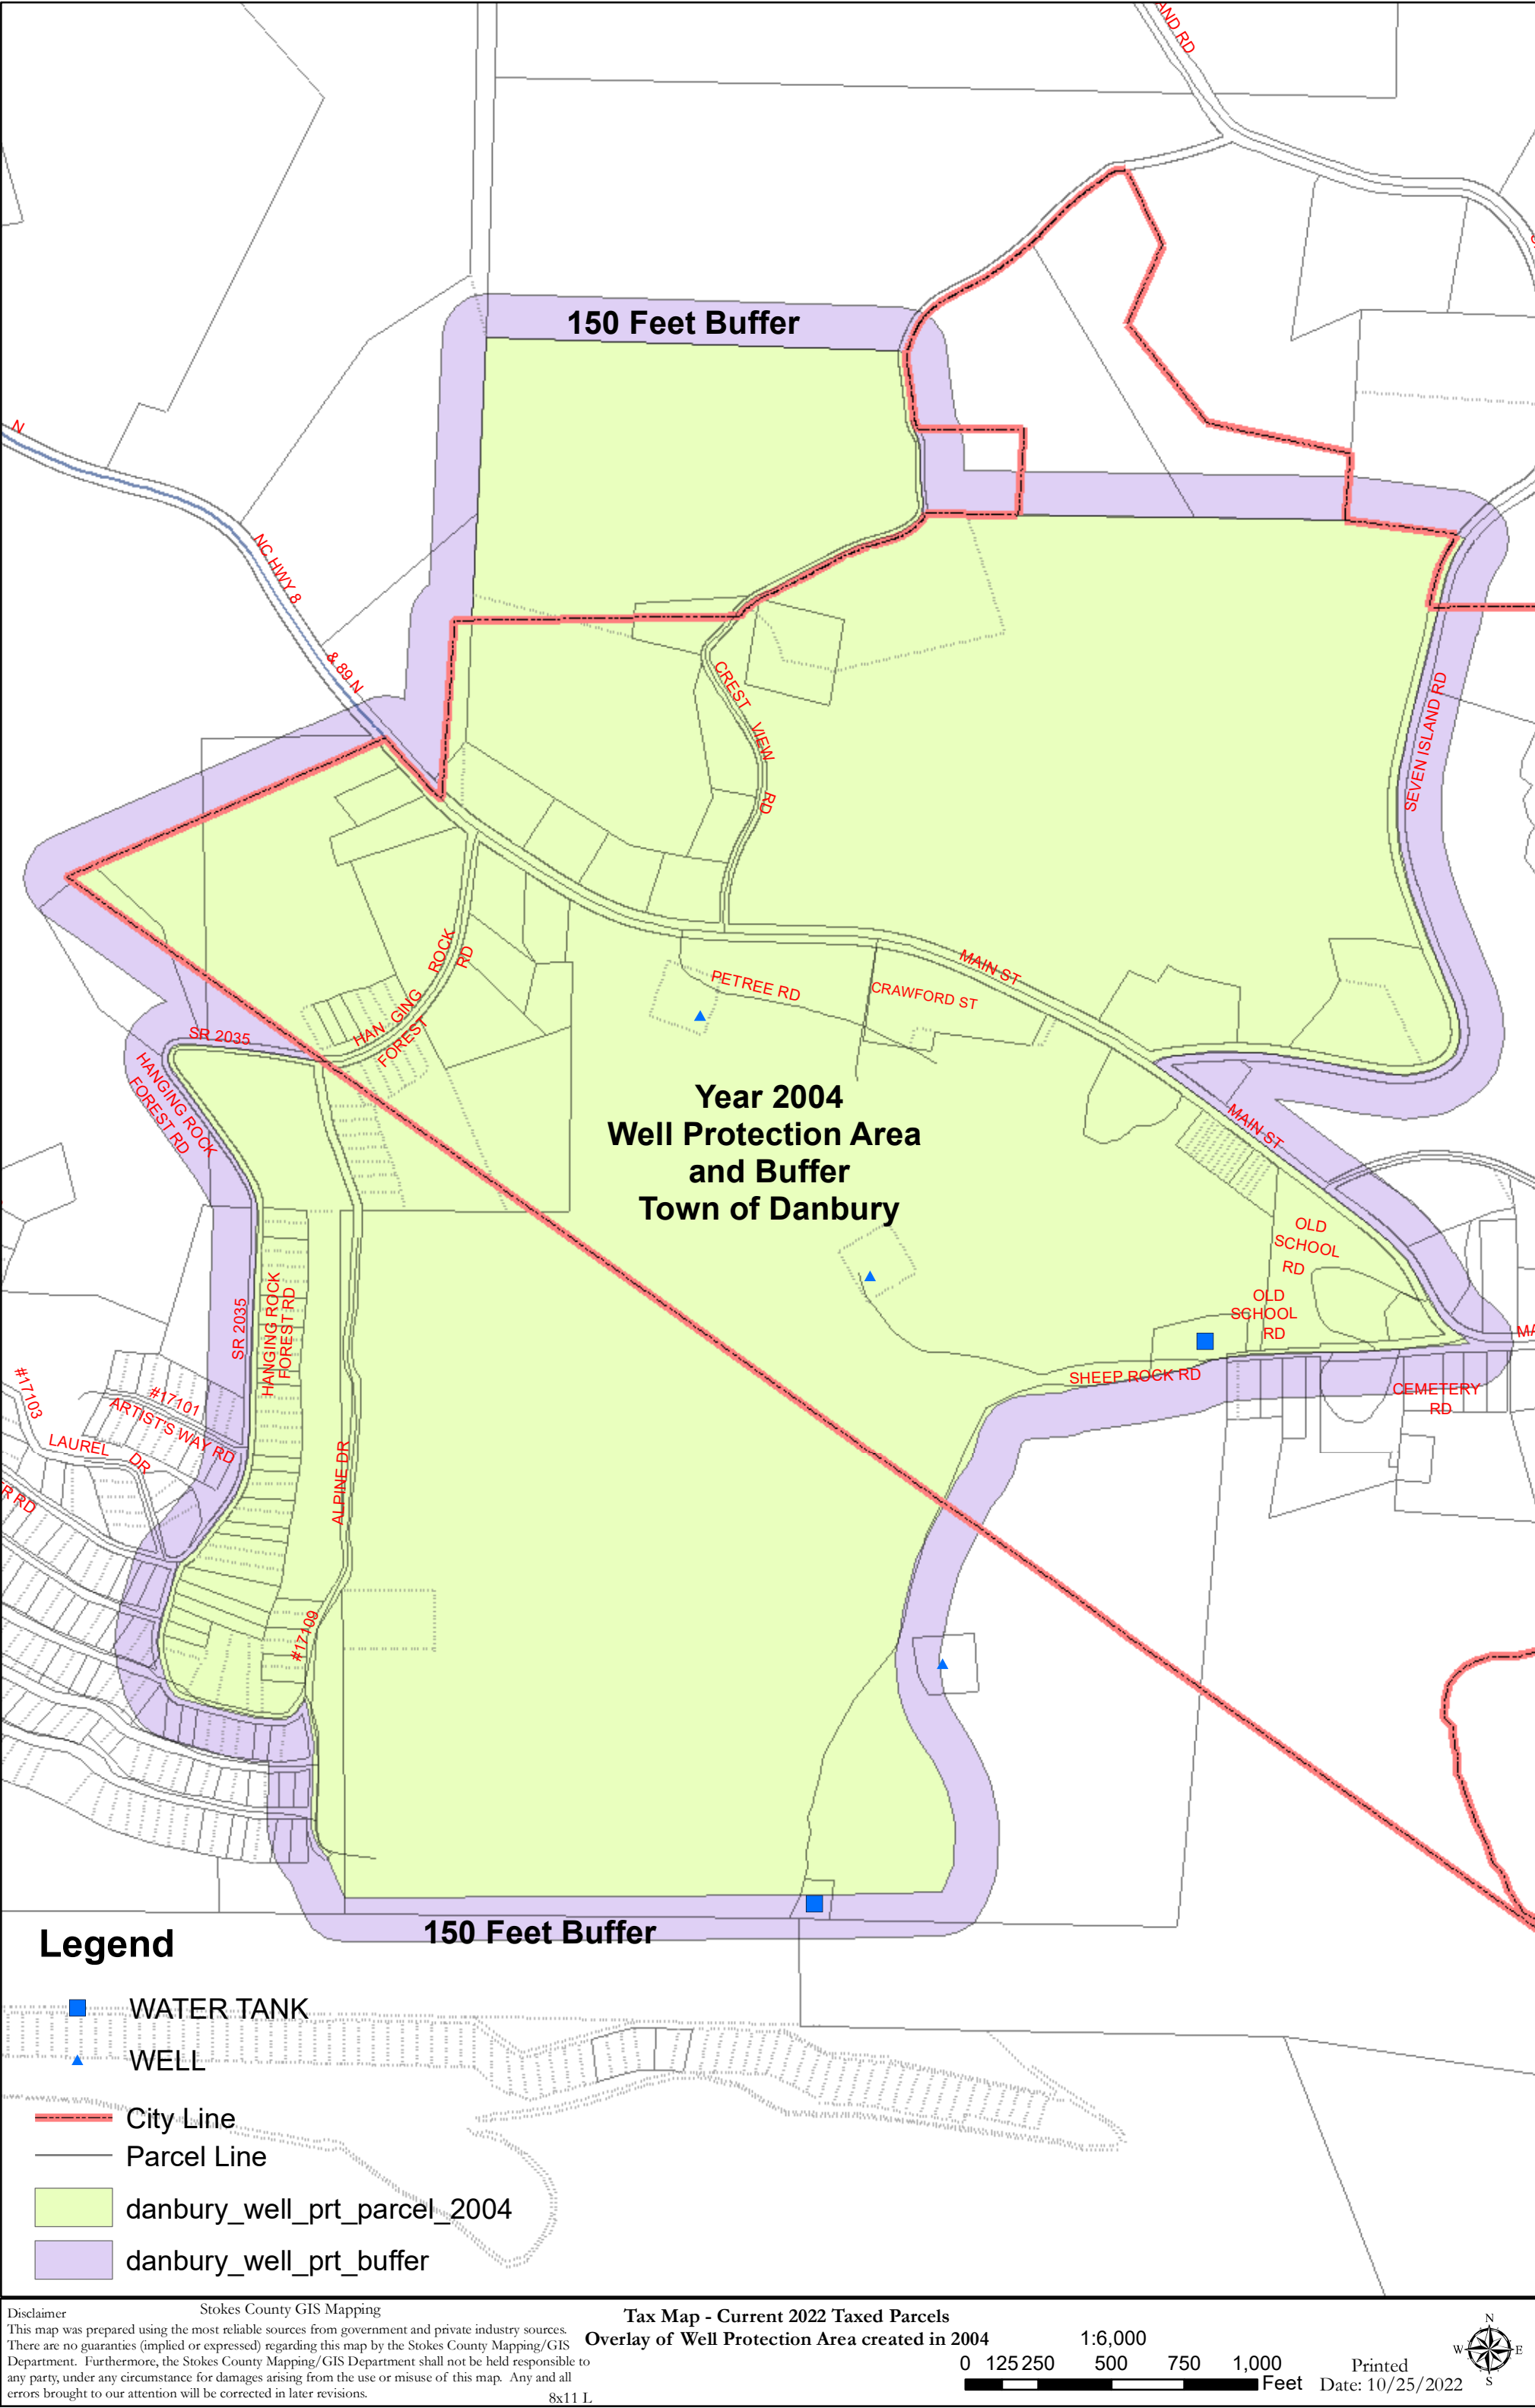 AND RD
150 Feet Buffer
N
NC HWY 8
& 89 N
CREST VIEW RD
SEVEN ISLAND RD
HANGING ROCK
FOREST RD
MAIN ST
PETREE RD
CRAWFORD ST
SR 2035
HANGING ROCK
FOREST RD
Year 2004
Well Protection Area
and Buffer
Town of Danbury
MAIN ST
OLD
SCHOOL
RD
OLD
SCHOOL
RD
MA
SHEEP ROCK RD
CEMETERY
RD
SR 2035
HANGING ROCK
FOREST RD
#17103
#17101
ARTIST'S WAY RD
LAUREL DR
R RD
ALPINE DR
#17109
150 Feet Buffer
Legend
WATER TANK
WELL
City Line
Parcel Line
danbury_well_prt_parcel_2004
danbury_well_prt_buffer
Disclaimer
Stokes County GIS Mapping
This map was prepared using the most reliable sources from government and private industry sources.
There are no guaranties (implied or expressed) regarding this map by the Stokes County Mapping/GIS
Department. Furthermore, the Stokes County Mapping/GIS Department shall not be held responsible to
any party, under any circumstance for damages arising from the use or misuse of this map. Any and all
errors brought to our attention will be corrected in later revisions.
8x11 L
Tax Map - Current 2022 Taxed Parcels
Overlay of Well Protection Area created in 2004
1:6,000
0 125 250 500 750 1,000
Feet
Printed
Date: 10/25/2022
N
W E
S